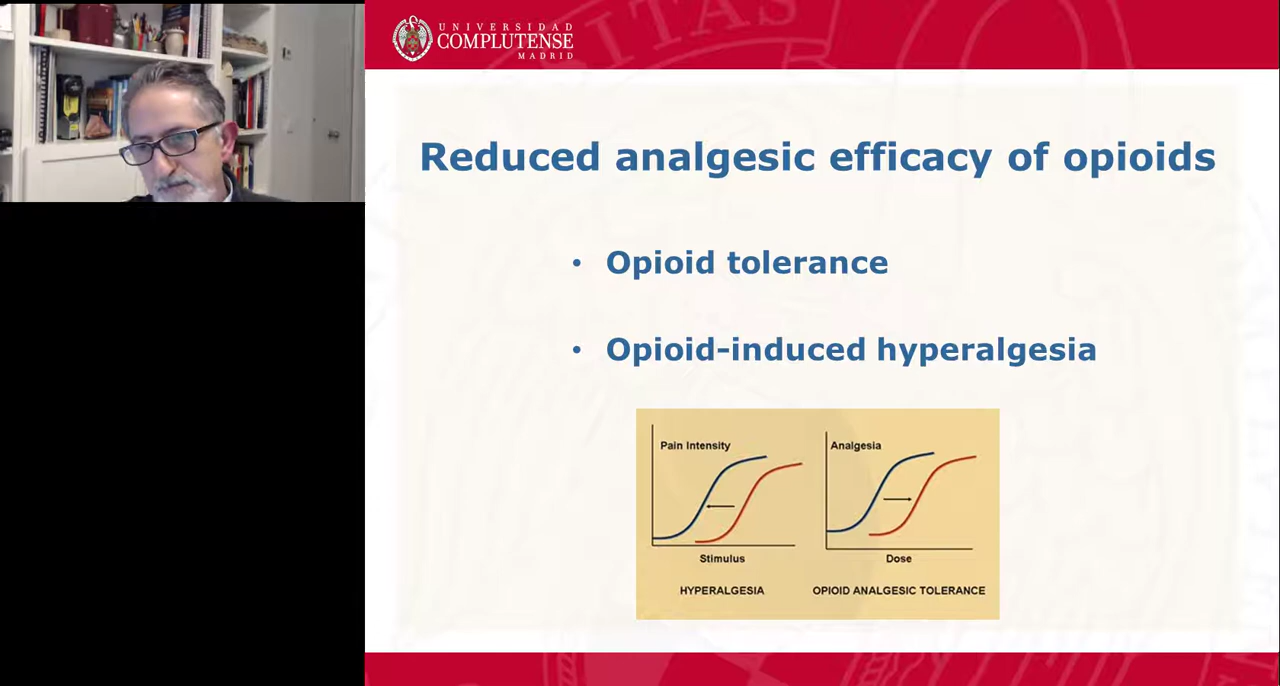 UNIVERSIDAD
COMPLUTENSE
MADRID
Reduced analgesic efficacy of opioids
• Opioid tolerance
• Opioid-induced hyperalgesia
Pain Intensity
Stimulus
HYPERALGESIA
Analgesia
Dose
OPIOID ANALGESIC TOLERANCE